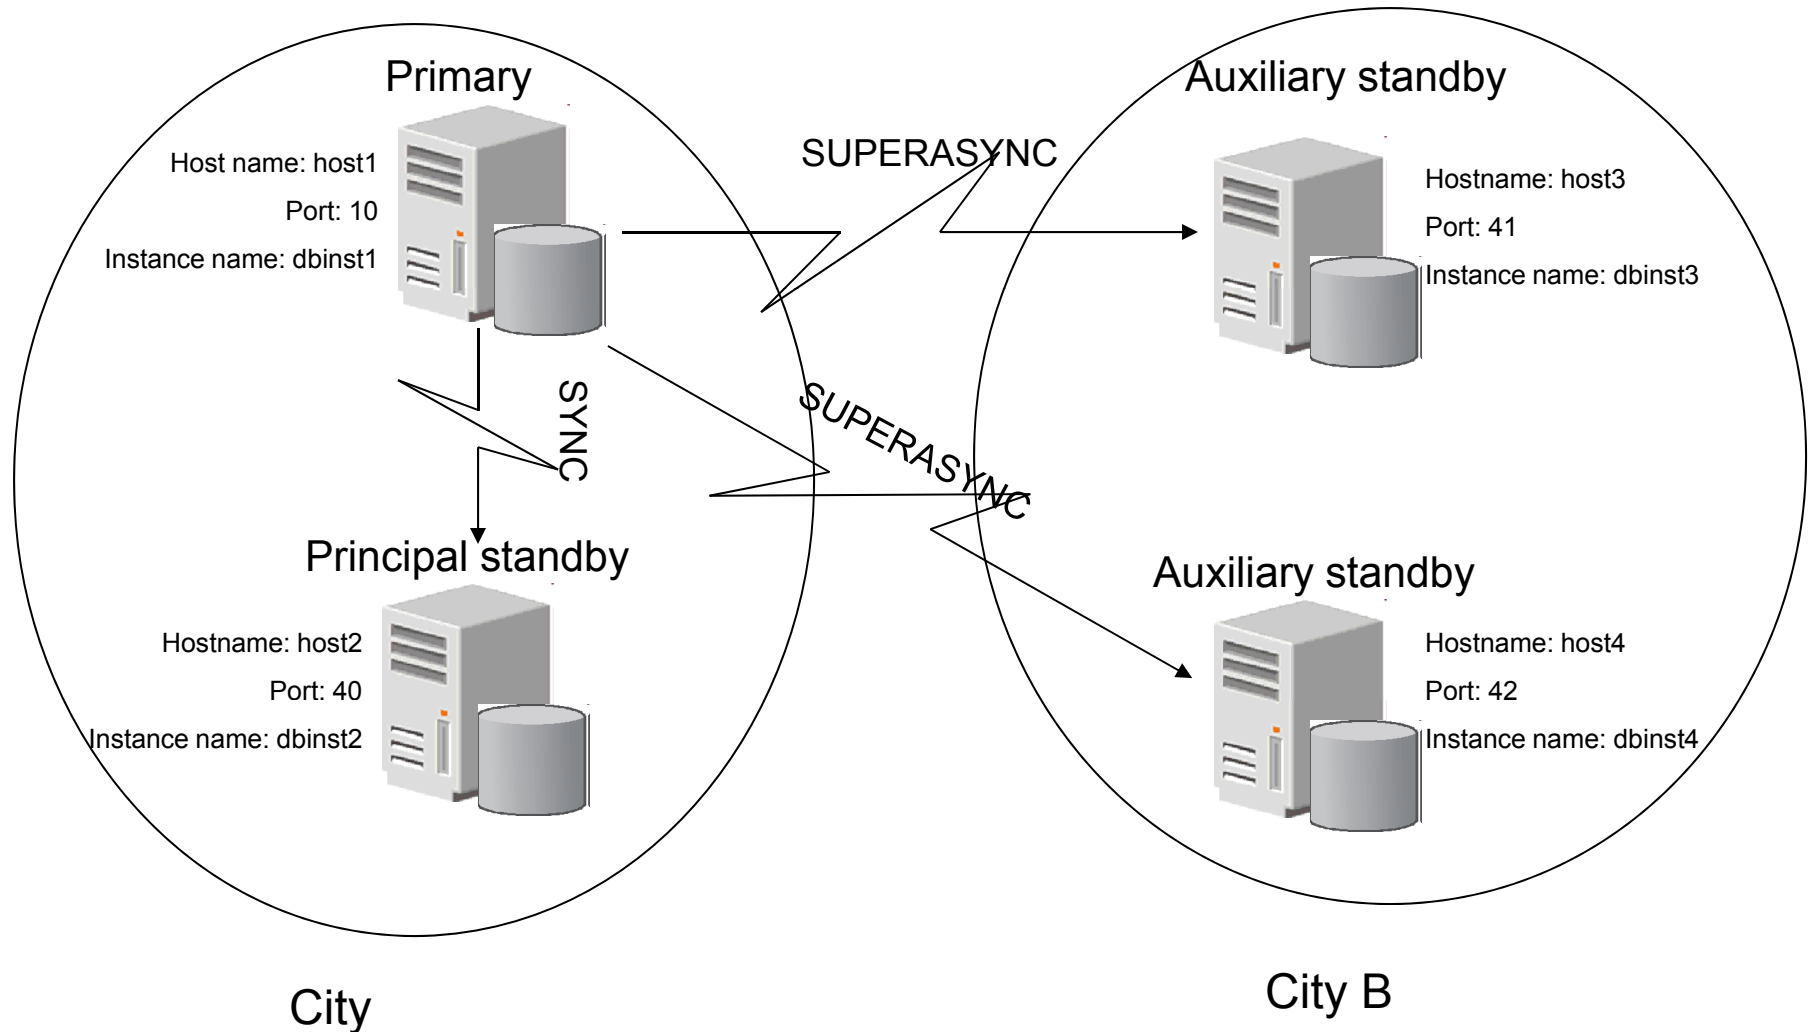 Primary
Host name: host1
Port: 10
Instance name: dbinst1
SUPERASYNC
Auxiliary standby
Hostname: host3
Port: 41
Instance name: dbinst3
SYNC
SUPERASYNC
Principal standby
Hostname: host2
Port: 40
Instance name: dbinst2
Auxiliary standby
Hostname: host4
Port: 42
Instance name: dbinst4
City
City B